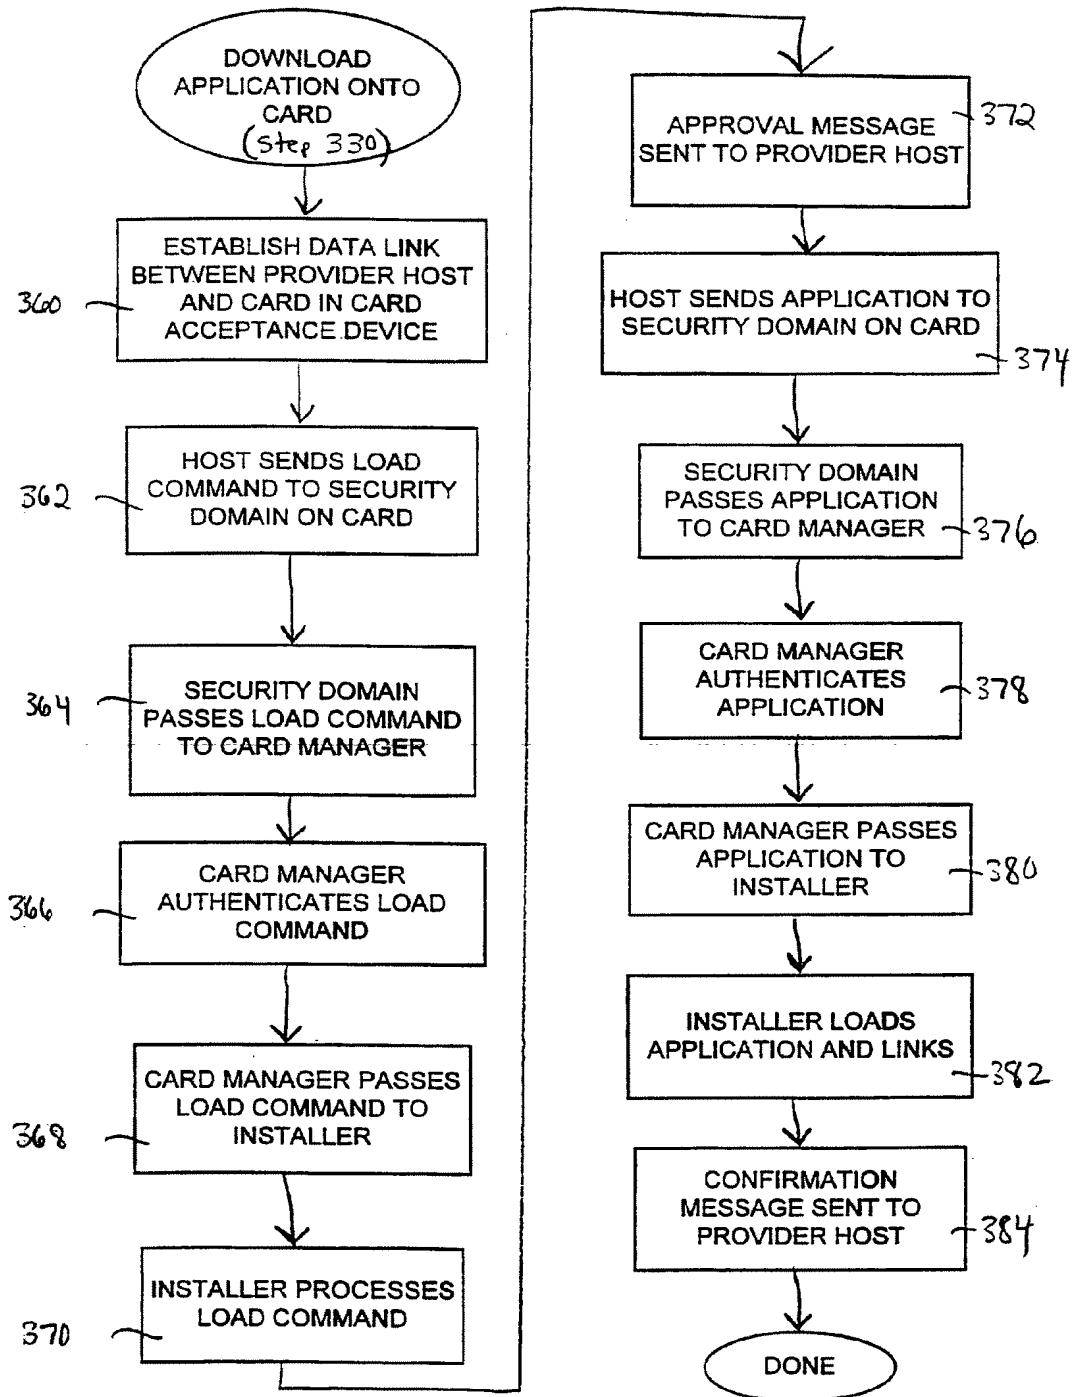 DOWNLOAD
APPLICATION ONTO
CARD
(Step 330)
360
ESTABLISH DATA LINK
BETWEEN PROVIDER HOST
AND CARD IN CARD
ACCEPTANCE DEVICE
362
HOST SENDS LOAD
COMMAND TO SECURITY
DOMAIN ON CARD
364
SECURITY DOMAIN
PASSES LOAD COMMAND
TO CARD MANAGER
366
CARD MANAGER
AUTHENTICATES LOAD
COMMAND
368
CARD MANAGER PASSES
LOAD COMMAND TO
INSTALLER
370
INSTALLER PROCESSES
LOAD COMMAND
372
APPROVAL MESSAGE
SENT TO PROVIDER HOST
HOST SENDS APPLICATION TO
SECURITY DOMAIN ON CARD
374
SECURITY DOMAIN
PASSES APPLICATION
TO CARD MANAGER
376
CARD MANAGER
AUTHENTICATES
APPLICATION
378
CARD MANAGER PASSES
APPLICATION TO
INSTALLER
380
INSTALLER LOADS
APPLICATION AND LINKS
382
CONFIRMATION
MESSAGE SENT TO
PROVIDER HOST
384
DONE